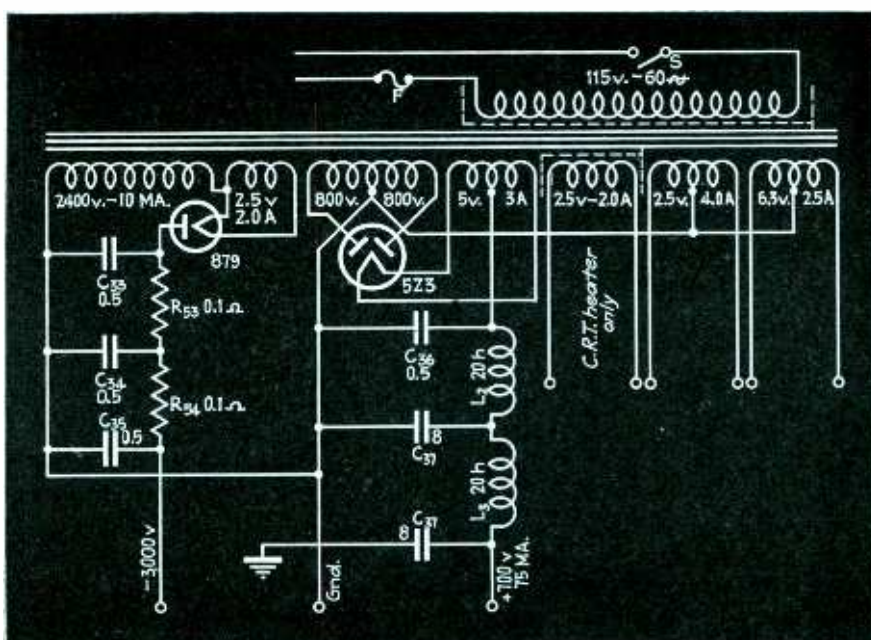 S
115v.-60~
F
2400v.-10 MA.
2.5 v
2.0 A
800v. 800v.
5v. 3A
2.5v-2.0A
2.5v. 4.0A
6.3v. 2.5A
879
5Z3
C33
0.5
R53 0.1Ω
C34
0.5
R54 0.1Ω
C35 0.5
C36
0.5
L2 20h
8
C37
L3 20h
C37
8
C.R.T. heater
only
-3000 v
Gnd.
+700 v
75 MA.